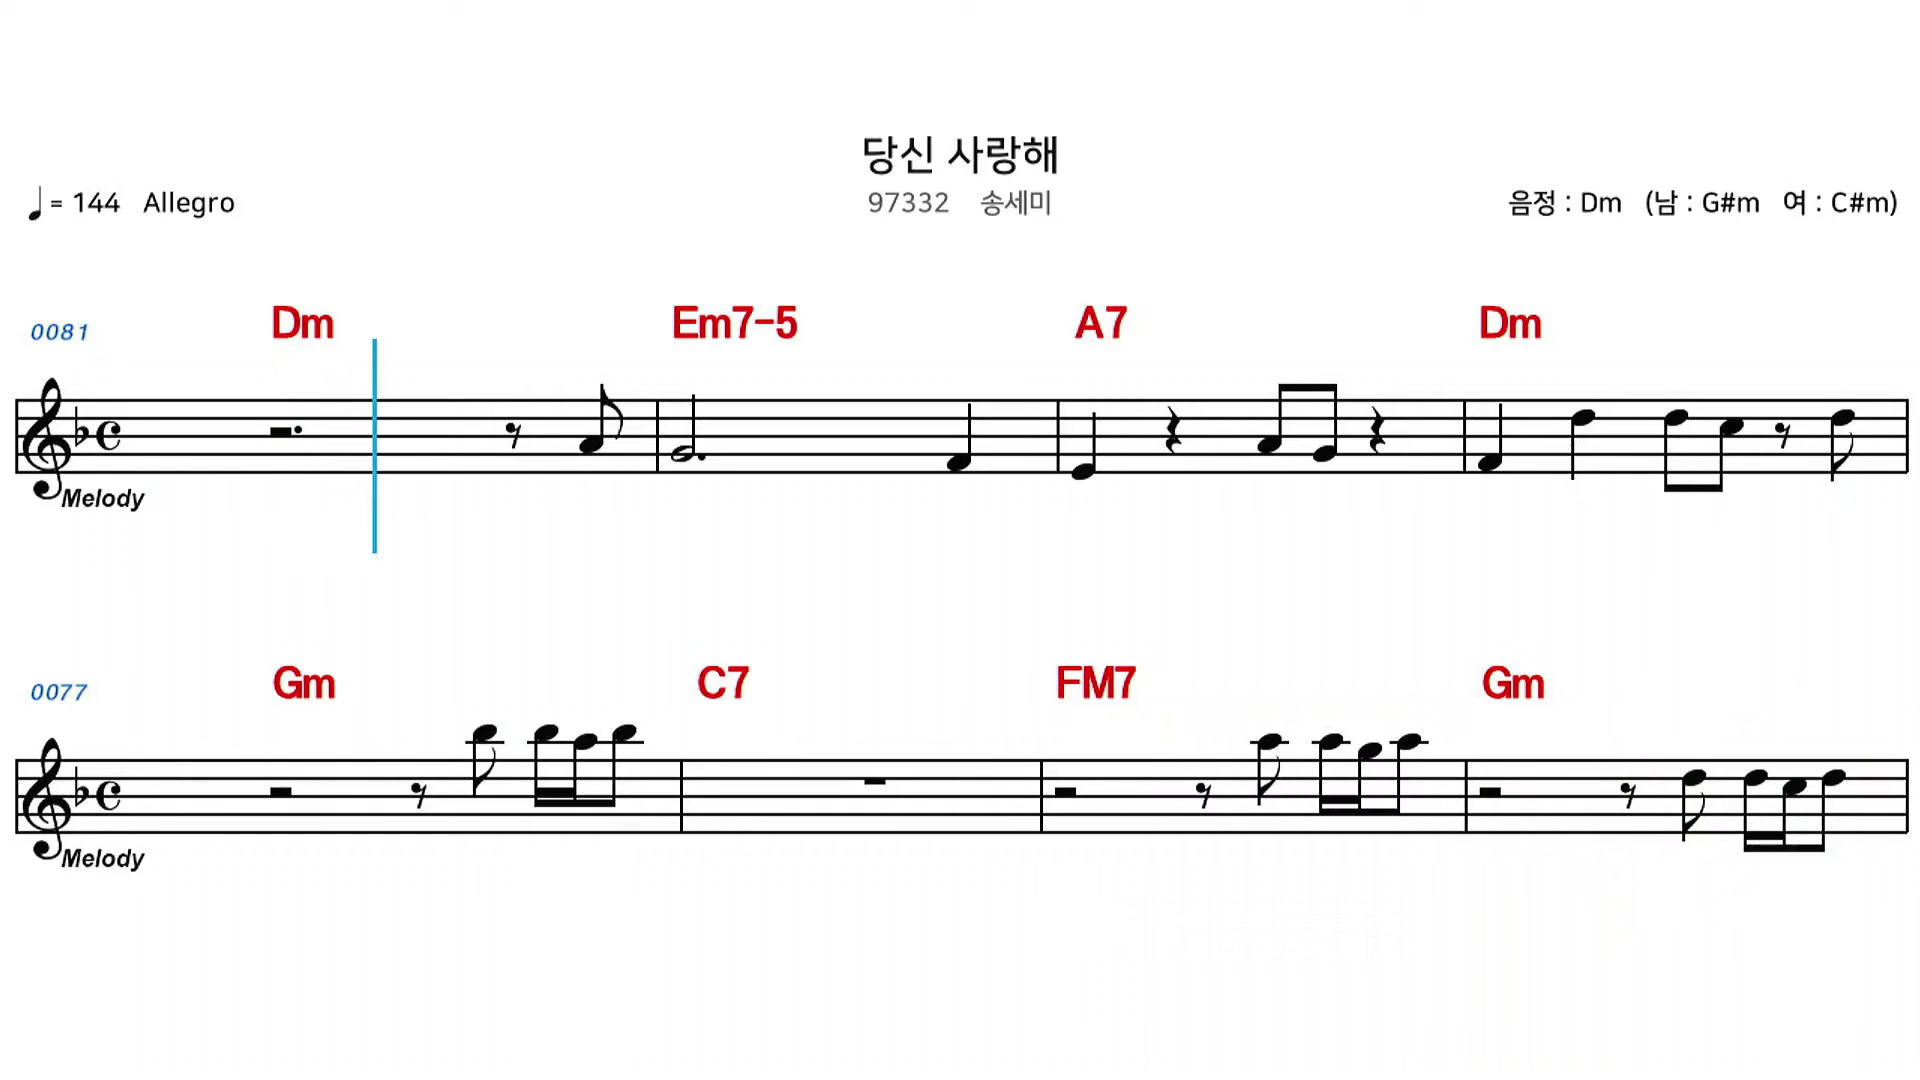 당신 사랑해
♩= 144 Allegro 97332 송세미 음정 : Dm (남 : G#m 여 : C#m)
0081 Dm Em7-5 A7 Dm
Melody
0077 Gm C7 FM7 Gm
Melody